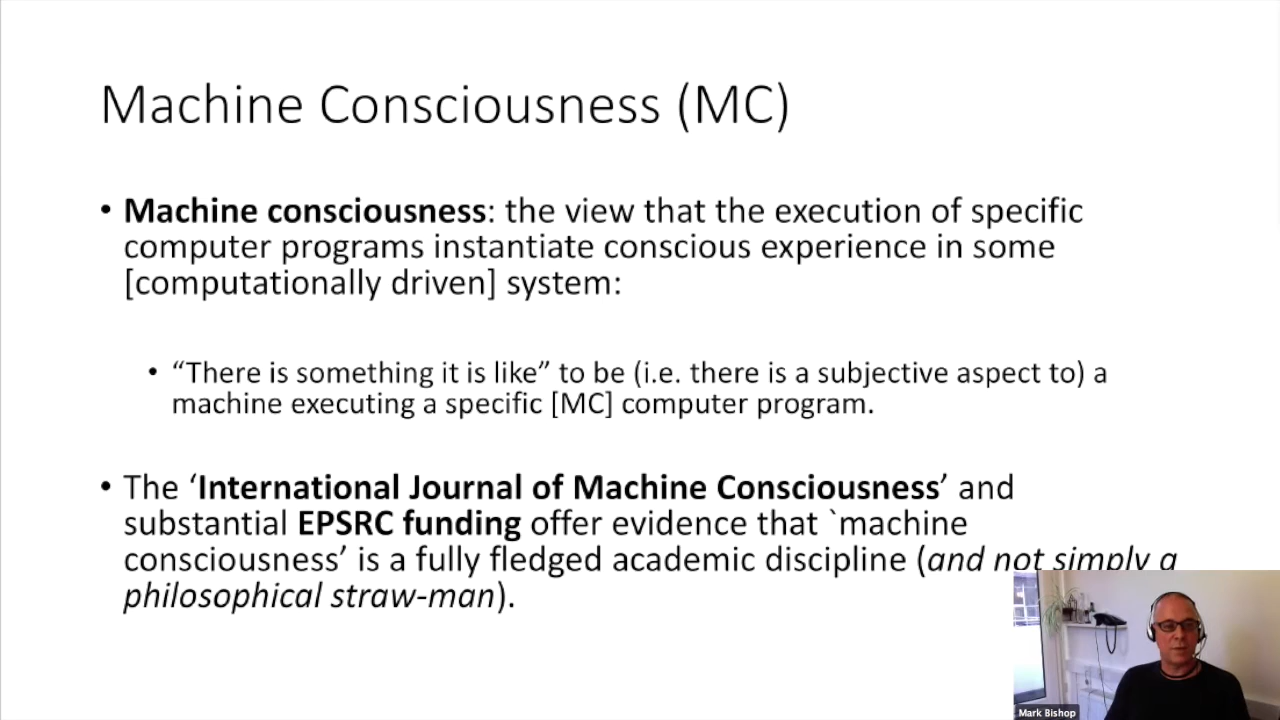 Machine Consciousness (MC)
• Machine consciousness: the view that the execution of specific
computer programs instantiate conscious experience in some
[computationally driven] system:
• “There is something it is like” to be (i.e. there is a subjective aspect to) a
machine executing a specific [MC] computer program.
• The ‘International Journal of Machine Consciousness’ and
substantial EPSRC funding offer evidence that `machine
consciousness’ is a fully fledged academic discipline (and not simply a
philosophical straw-man).
Mark Bishop